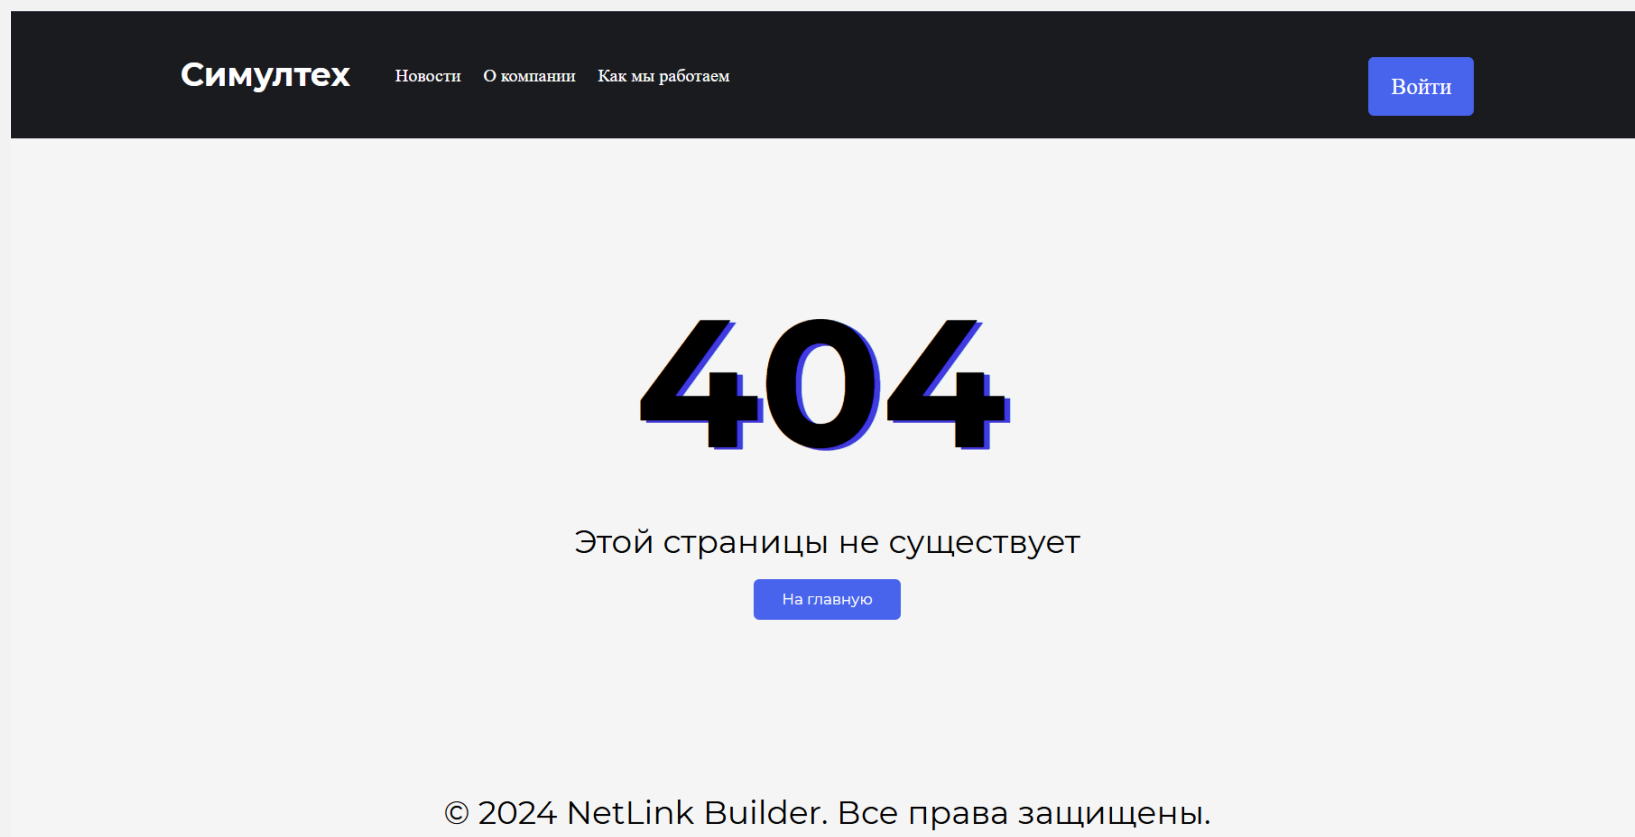 Симултех
Новости
О компании
Как мы работаем
Войти
404
Этой страницы не существует
На главную
© 2024 NetLink Builder. Все права защищены.